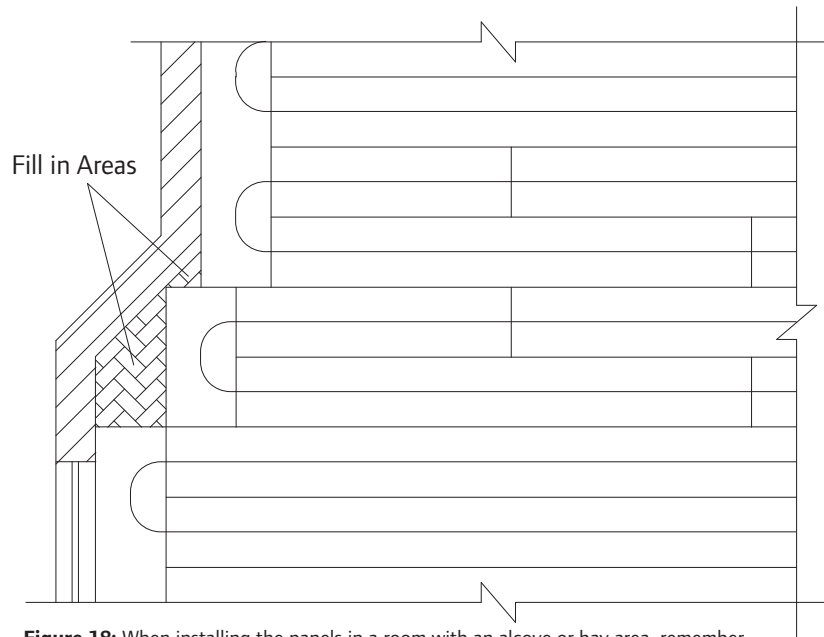 Fill in Areas
Figure 18: When installing the panels in a room with an alcove or bay area, remember